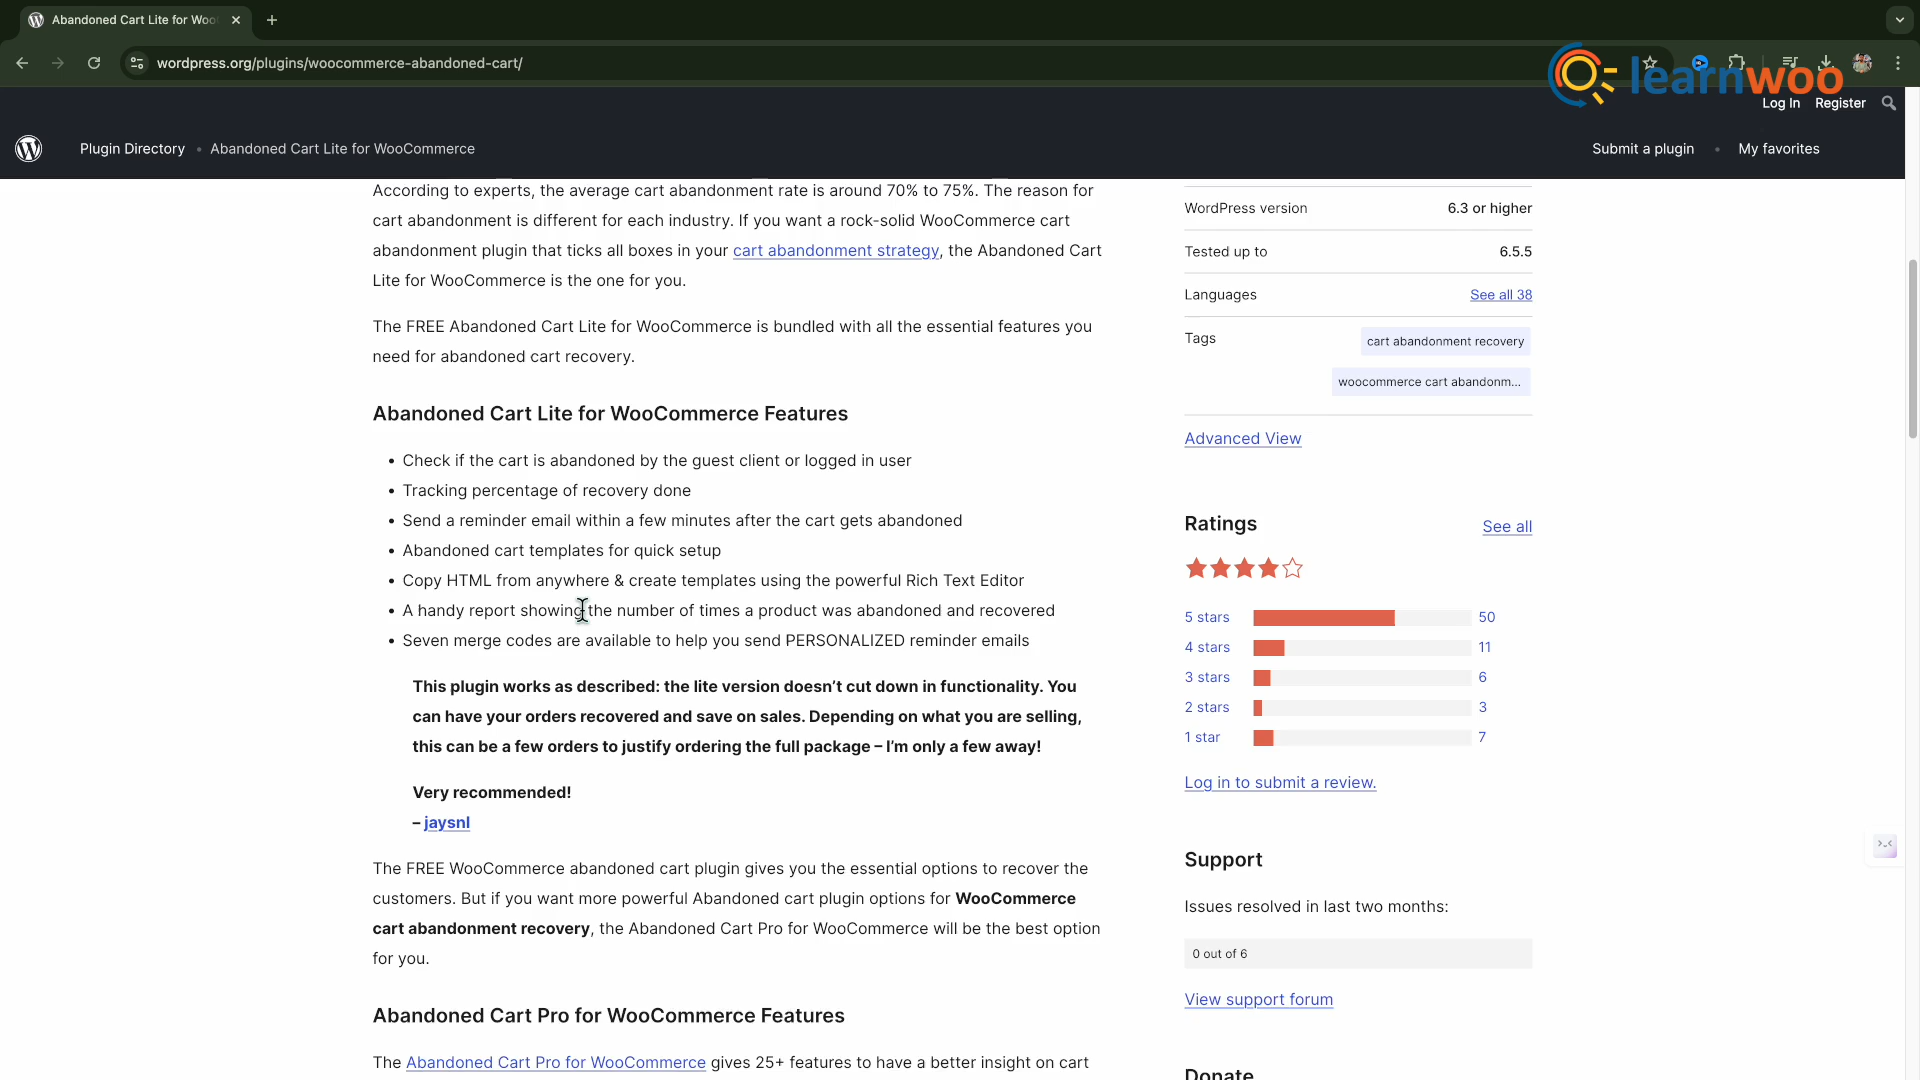 Abandoned Cart Lite for Woo
wordpress.org/plugins/woocommerce-abandoned-cart/
learnwoo
Log In Register
Plugin Directory • Abandoned Cart Lite for WooCommerce
Submit a plugin • My favorites
According to experts, the average cart abandonment rate is around 70% to 75%. The reason for
cart abandonment is different for each industry. If you want a rock-solid WooCommerce cart
abandonment plugin that ticks all boxes in your cart abandonment strategy, the Abandoned Cart
Lite for WooCommerce is the one for you.
The FREE Abandoned Cart Lite for WooCommerce is bundled with all the essential features you
need for abandoned cart recovery.
Abandoned Cart Lite for WooCommerce Features
• Check if the cart is abandoned by the guest client or logged in user
• Tracking percentage of recovery done
• Send a reminder email within a few minutes after the cart gets abandoned
• Abandoned cart templates for quick setup
• Copy HTML from anywhere & create templates using the powerful Rich Text Editor
• A handy report showing the number of times a product was abandoned and recovered
• Seven merge codes are available to help you send PERSONALIZED reminder emails
This plugin works as described: the lite version doesn’t cut down in functionality. You
can have your orders recovered and save on sales. Depending on what you are selling,
this can be a few orders to justify ordering the full package – I’m only a few away!
Very recommended!
– jaysnl
The FREE WooCommerce abandoned cart plugin gives you the essential options to recover the
customers. But if you want more powerful Abandoned cart plugin options for WooCommerce
cart abandonment recovery, the Abandoned Cart Pro for WooCommerce will be the best option
for you.
Abandoned Cart Pro for WooCommerce Features
The Abandoned Cart Pro for WooCommerce gives 25+ features to have a better insight on cart
WordPress version 6.3 or higher
Tested up to 6.5.5
Languages See all 38
Tags cart abandonment recovery
woocommerce cart abandonm...
Advanced View
Ratings See all
5 stars 50
4 stars 11
3 stars 6
2 stars 3
1 star 7
Log in to submit a review.
Support
Issues resolved in last two months:
0 out of 6
View support forum
Donate